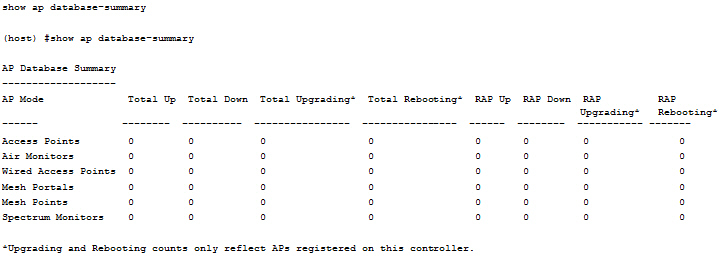 show ap database-summary
(host) #show ap database-summary
AP Database Summary
-------------------
AP Mode Total Up Total Down Total Upgrading* Total Rebooting* RAP Up RAP Down RAP Upgrading* RAP Rebooting*
------ -------- ---------- ---------------- ---------------- ------ -------- ----------- -------
Access Points 0 0 0 0 0 0 0 0
Air Monitors 0 0 0 0 0 0 0 0
Wired Access Points 0 0 0 0 0 0 0 0
Mesh Portals 0 0 0 0 0 0 0 0
Mesh Points 0 0 0 0 0 0 0 0
Spectrum Monitors 0 0 0 0 0 0 0 0
*Upgrading and Rebooting counts only reflect APs registered on this controller.